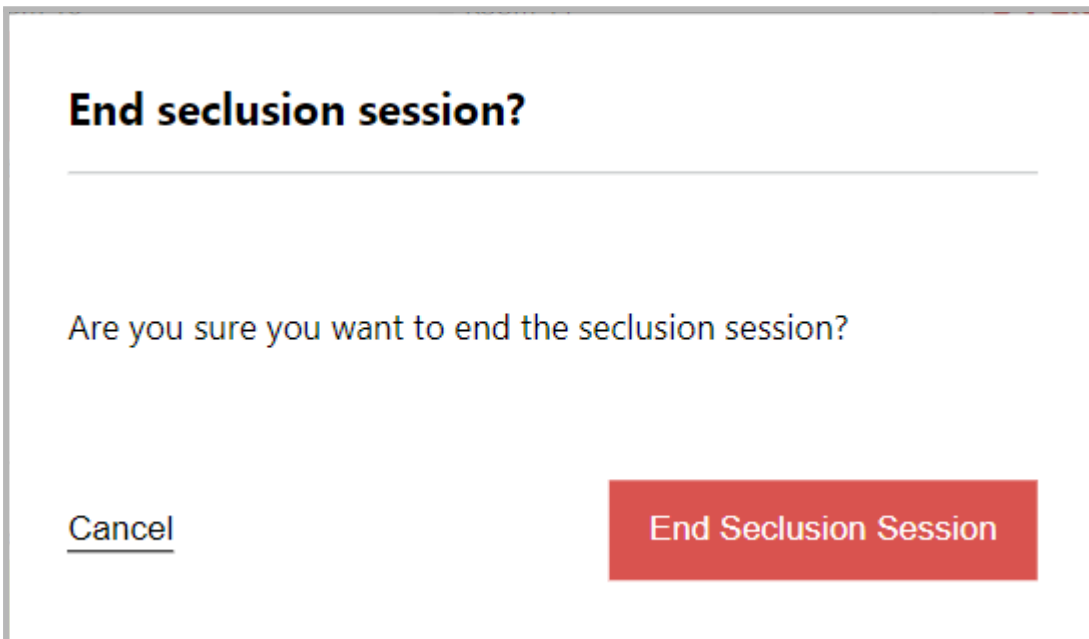 End seclusion session?
Are you sure you want to end the seclusion session?
Cancel
End Seclusion Session